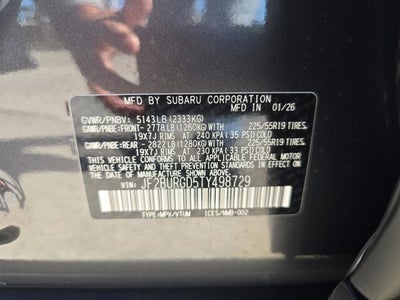 MFD. BY SUBARU CORPORATION 01/26
GVWR/PNBV: 5143LB(2333KG)
GAWR/PNBE:FRONT- 2778LB(1260KG)WITH 225/55R19 TIRES,
19X7J RIMS AT 240 KPA(35 PSI)COLD
GAWR/PNBE:REAR- 2822LB(1280KG)WITH 225/55R19 TIRES,
19X7J RIMS AT 230 KPA(33 PSI)COLD
THIS VEHICLE CONFORMS TO ALL APPLICABLE FEDERAL MOTOR
VEHICLE SAFETY, BUMPER, AND THEFT PREVENTION STANDARDS
IN EFFECT ON THE DATE OF MANUFACTURE SHOWN ABOVE.
VIN: JF2BURGD5TY498729
TYPE:MPV/VTUM ICES/NMB-002